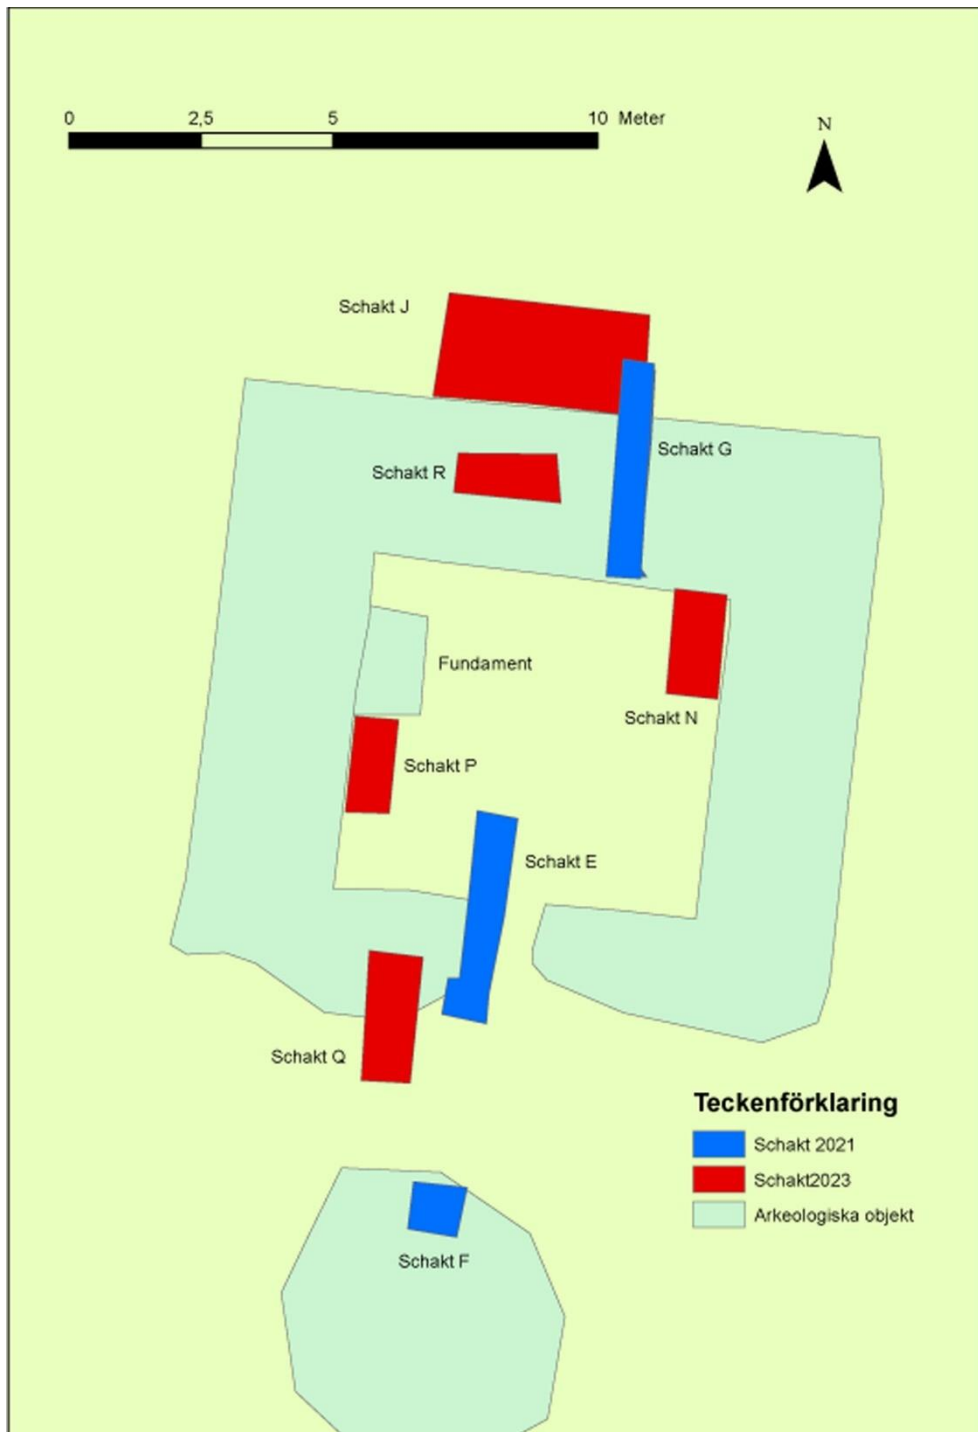 0 2,5 5 10 Meter
N
Schakt J
Schakt G
Schakt R
Fundament
Schakt N
Schakt P
Schakt E
Schakt Q
Teckenförklaring
Schakt 2021
Schakt2023
Arkeologiska objekt
Schakt F